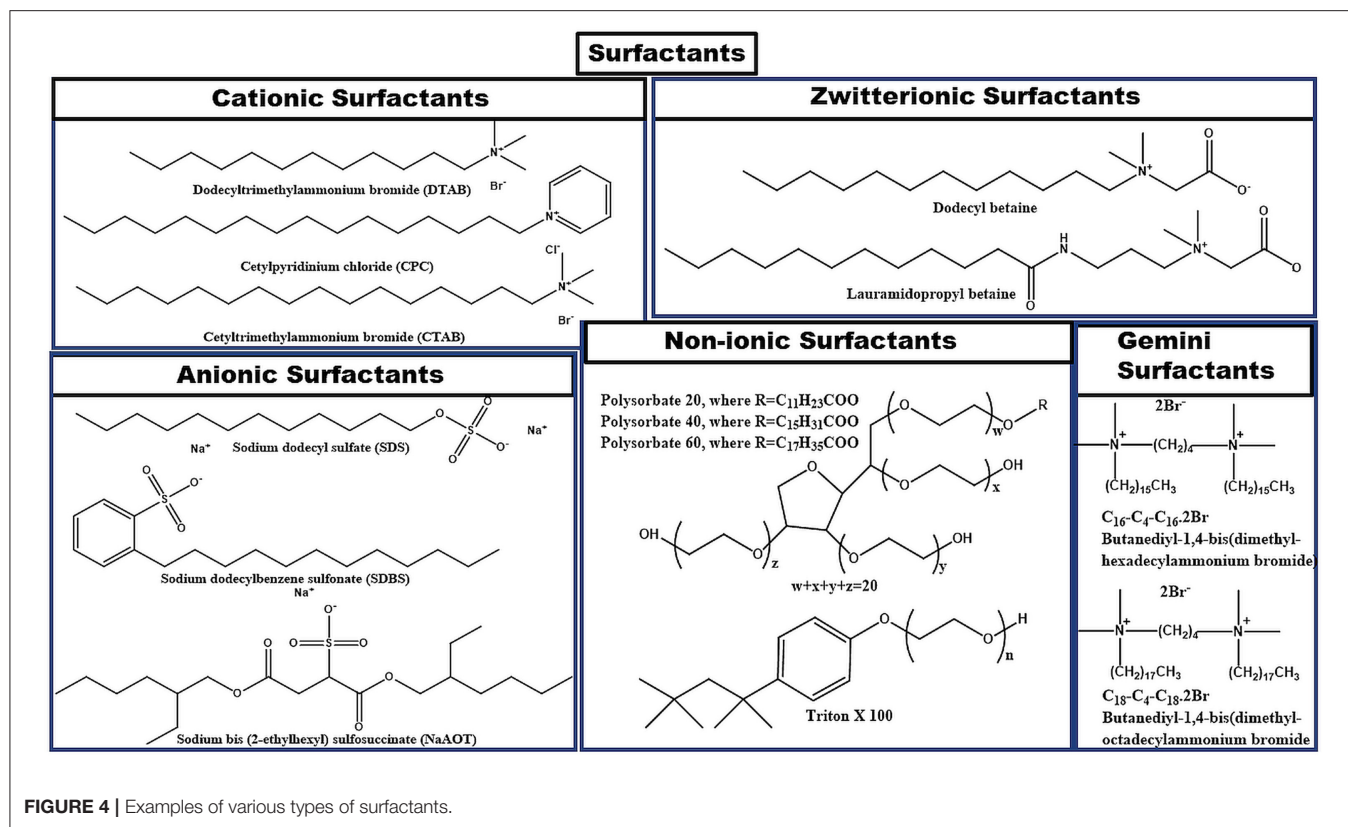 Surfactants
Cationic Surfactants
N⁺
Br⁻
Dodecyltrimethylammonium bromide (DTAB)
N⁺
Cl⁻
Cetylpyridinium chloride (CPC)
N⁺
Br⁻
Cetyltrimethylammonium bromide (CTAB)
Zwitterionic Surfactants
O
N⁺
O⁻
Dodecyl betaine
H
N
O
N⁺
O
O
Lauramidopropyl betaine
Anionic Surfactants
O
O
S
O⁻
O
Na⁺
Na⁺
Sodium dodecyl sulfate (SDS)
O
O⁻
S
O
Sodium dodecylbenzene sulfonate (SDBS)
Na⁺
O⁻
O
O=S=O
O
O
O
Sodium bis (2-ethylhexyl) sulfosuccinate (NaAOT)
Non-ionic Surfactants
Polysorbate 20, where R=C₁₁H₂₃COO
Polysorbate 40, where R=C₁₅H₃₁COO
Polysorbate 60, where R=C₁₇H₃₅COO
O
O
R
w
O
O
OH
x
OH
O
z
O
OH
y
w+x+y+z=20
O
O
H
n
Triton X 100
Gemini
Surfactants
2Br⁻
N⁺ (CH₂)₄ N⁺
(CH₂)₁₅CH₃ (CH₂)₁₅CH₃
C₁₆-C₄-C₁₆.2Br
Butanediyl-1,4-bis(dimethyl-
hexadecylammonium bromide)
2Br⁻
N⁺ (CH₂)₄ N⁺
(CH₂)₁₇CH₃ (CH₂)₁₇CH₃
C₁₈-C₄-C₁₈.2Br
Butanediyl-1,4-bis(dimethyl-
octadecylammonium bromide
FIGURE 4 | Examples of various types of surfactants.